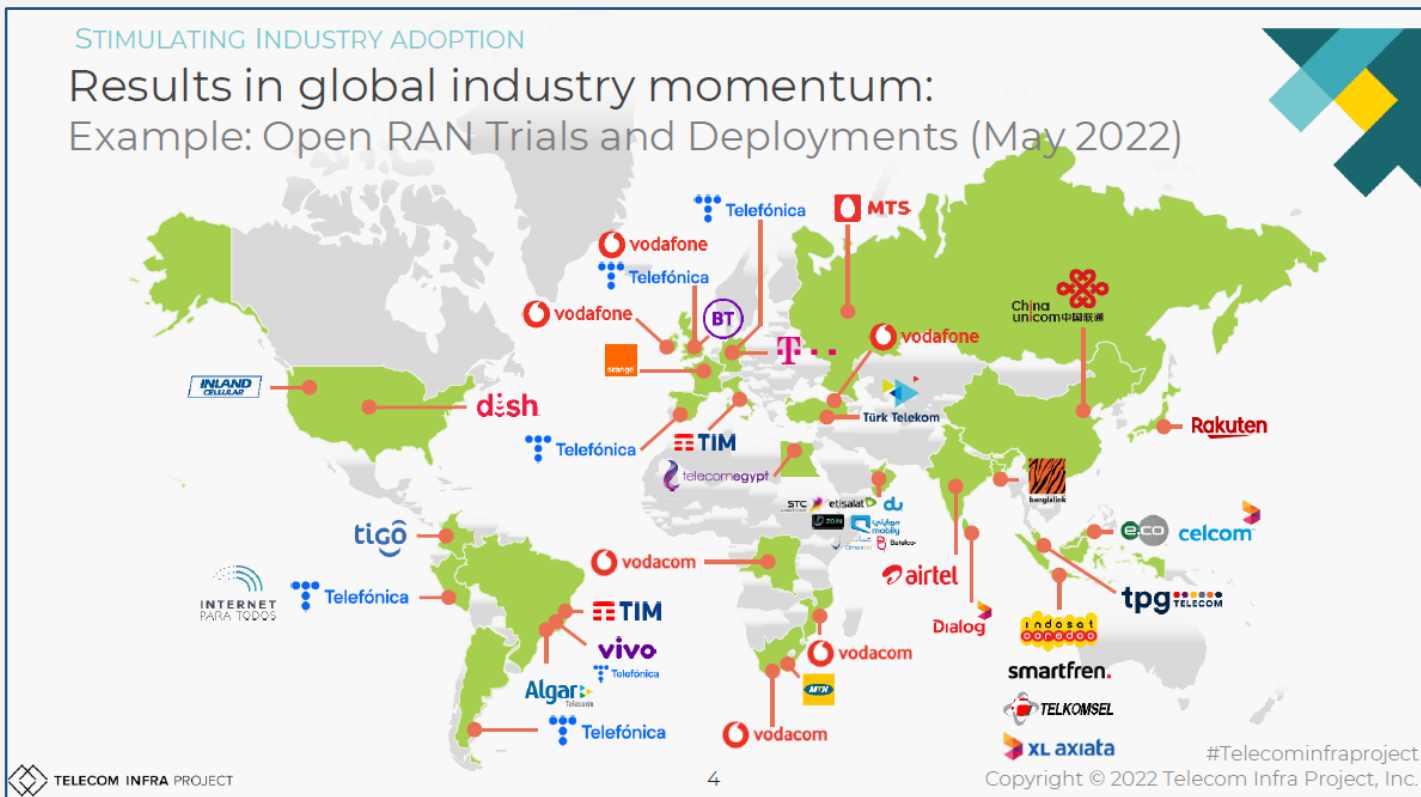 STIMULATING INDUSTRY ADOPTION
Results in global industry momentum:
Example: Open RAN Trials and Deployments (May 2022)
Telefónica
MTS
vodafone
Telefónica
vodafone
BT
T
orange
vodafone
China
unicom中国联通
INLAND
CELLULAR
dish
Türk Telekom
Telefónica
TIM
Rakuten
telecomegypt
banglalink
STC
etisalat
du
ZAIN
موبايلي
mobily
Batelco
tigo
vodacom
airtel
e.co
celcom
INTERNET
PARA TODOS
Telefónica
TIM
vivo
Telefónica
Dialog
tpg TELECOM
indosat
ooredoo
vodacom
MTN
smartfren.
Algar
Telecom
Telefónica
vodacom
TELKOMSEL
XL axiata
#Telecominfraproject
TELECOM INFRA PROJECT
4
Copyright © 2022 Telecom Infra Project, Inc.